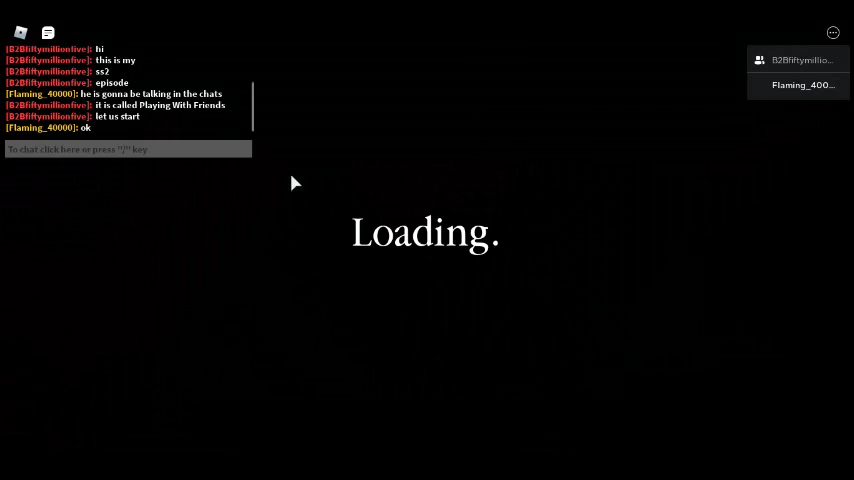 [B2Bfiftymillionfive]: hi
[B2Bfiftymillionfive]: this is my
[B2Bfiftymillionfive]: ss2
[B2Bfiftymillionfive]: episode
[Flaming_40000]: he is gonna be talking in the chats
[B2Bfiftymillionfive]: it is called Playing With Friends
[B2Bfiftymillionfive]: let us start
[Flaming_40000]: ok
To chat click here or press "/" key
B2Bfiftymillio...
Flaming_400...
Loading.